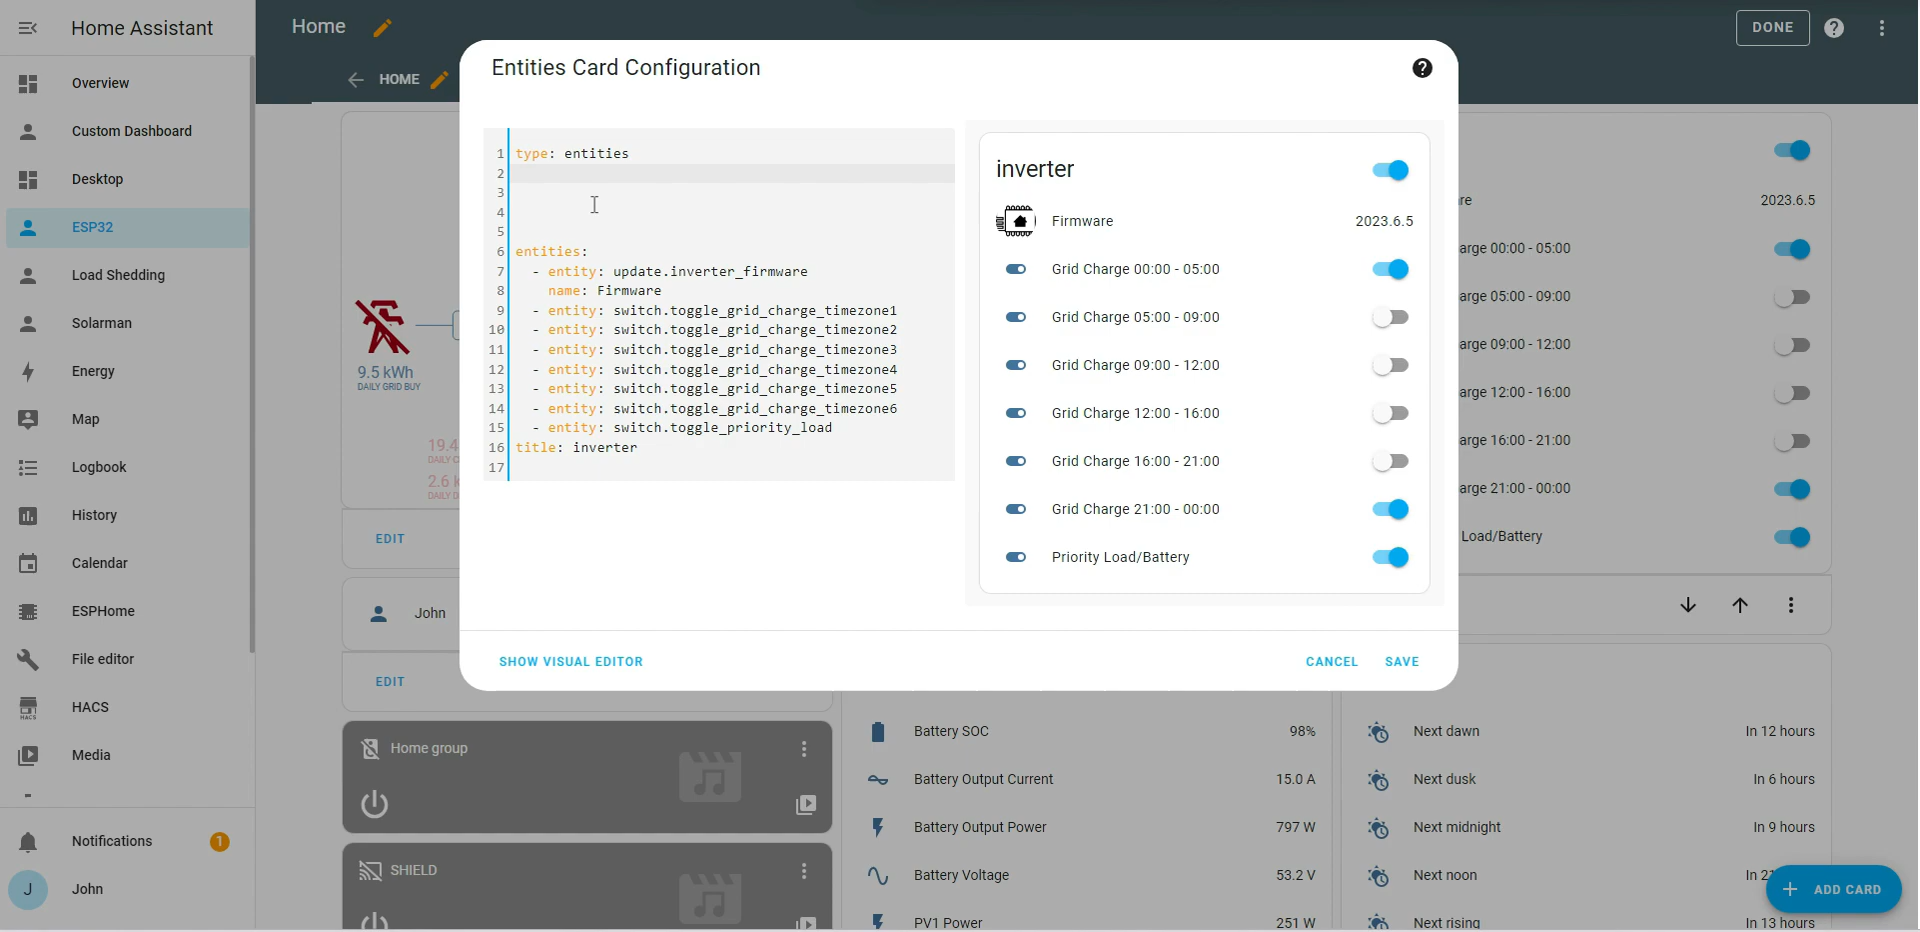 Home Assistant
Overview
Custom Dashboard
Desktop
ESP32
Load Shedding
Solarman
Energy
Map
Logbook
History
Calendar
ESPHome
File editor
HACS
HACS
Media
Notifications
1
J
John
Home
DONE
HOME
9.5 kWh
DAILY GRID BUY
19.4
DAILY C
2.6 k
DAILY D
EDIT
John
EDIT
Home group
SHIELD
Entities Card Configuration
1 type: entities
2
3
4
5
6 entities:
7 - entity: update.inverter_firmware
8 name: Firmware
9 - entity: switch.toggle_grid_charge_timezone1
10 - entity: switch.toggle_grid_charge_timezone2
11 - entity: switch.toggle_grid_charge_timezone3
12 - entity: switch.toggle_grid_charge_timezone4
13 - entity: switch.toggle_grid_charge_timezone5
14 - entity: switch.toggle_grid_charge_timezone6
15 - entity: switch.toggle_priority_load
16 title: inverter
17
inverter
Firmware 2023.6.5
Grid Charge 00:00 - 05:00
Grid Charge 05:00 - 09:00
Grid Charge 09:00 - 12:00
Grid Charge 12:00 - 16:00
Grid Charge 16:00 - 21:00
Grid Charge 21:00 - 00:00
Priority Load/Battery
SHOW VISUAL EDITOR
CANCEL SAVE
re 2023.6.5
arge 00:00 - 05:00
arge 05:00 - 09:00
arge 09:00 - 12:00
arge 12:00 - 16:00
arge 16:00 - 21:00
arge 21:00 - 00:00
Load/Battery
Battery SOC 98%
Battery Output Current 15.0 A
Battery Output Power 797 W
Battery Voltage 53.2 V
PV1 Power 251 W
Next dawn In 12 hours
Next dusk In 6 hours
Next midnight In 9 hours
Next noon In 21
Next rising In 13 hours
ADD CARD